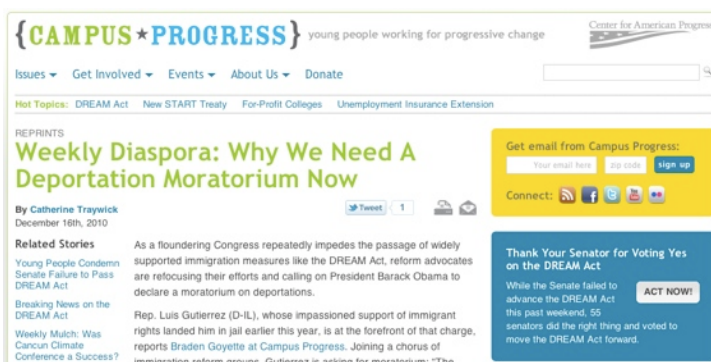 {CAMPUS★PROGRESS} young people working for progressive change
Center for American Progress
Issues Get Involved Events About Us Donate
Hot Topics: DREAM Act New START Treaty For-Profit Colleges Unemployment Insurance Extension
REPRINTS
Weekly Diaspora: Why We Need A
Deportation Moratorium Now
By Catherine Traywick
December 16th, 2010
Tweet 1
Related Stories
Young People Condemn
Senate Failure to Pass
DREAM Act
Breaking News on the
DREAM Act
Weekly Mulch: Was
Cancun Climate
Conference a Success?
As a floundering Congress repeatedly impedes the passage of widely
supported immigration measures like the DREAM Act, reform advocates
are refocusing their efforts and calling on President Barack Obama to
declare a moratorium on deportations.
Rep. Luis Gutierrez (D-IL), whose impassioned support of immigrant
rights landed him in jail earlier this year, is at the forefront of that charge,
reports Braden Goyette at Campus Progress. Joining a chorus of
immigration reform groups, Gutierrez is asking for moratorium: "The
Get email from Campus Progress:
Your email here zip code sign up
Connect:
Thank Your Senator for Voting Yes
on the DREAM Act
While the Senate failed to
advance the DREAM Act
this past weekend, 55
senators did the right thing and voted to
move the DREAM Act forward.
ACT NOW!